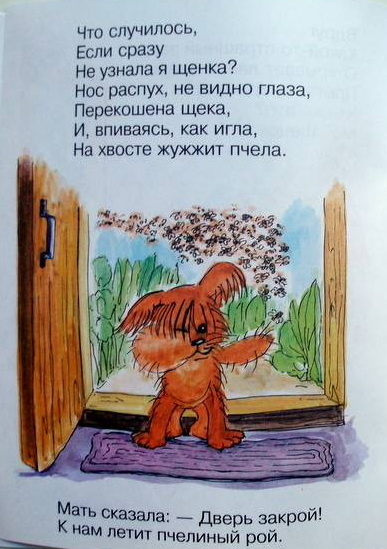 Что случилось,
Если сразу
Не узнала я щенка?
Нос распух, не видно глаза,
Перекошена щека,
И, впиваясь, как игла,
На хвосте жужжит пчела.
Мать сказала: — Дверь закрой!
К нам летит пчелиный рой.